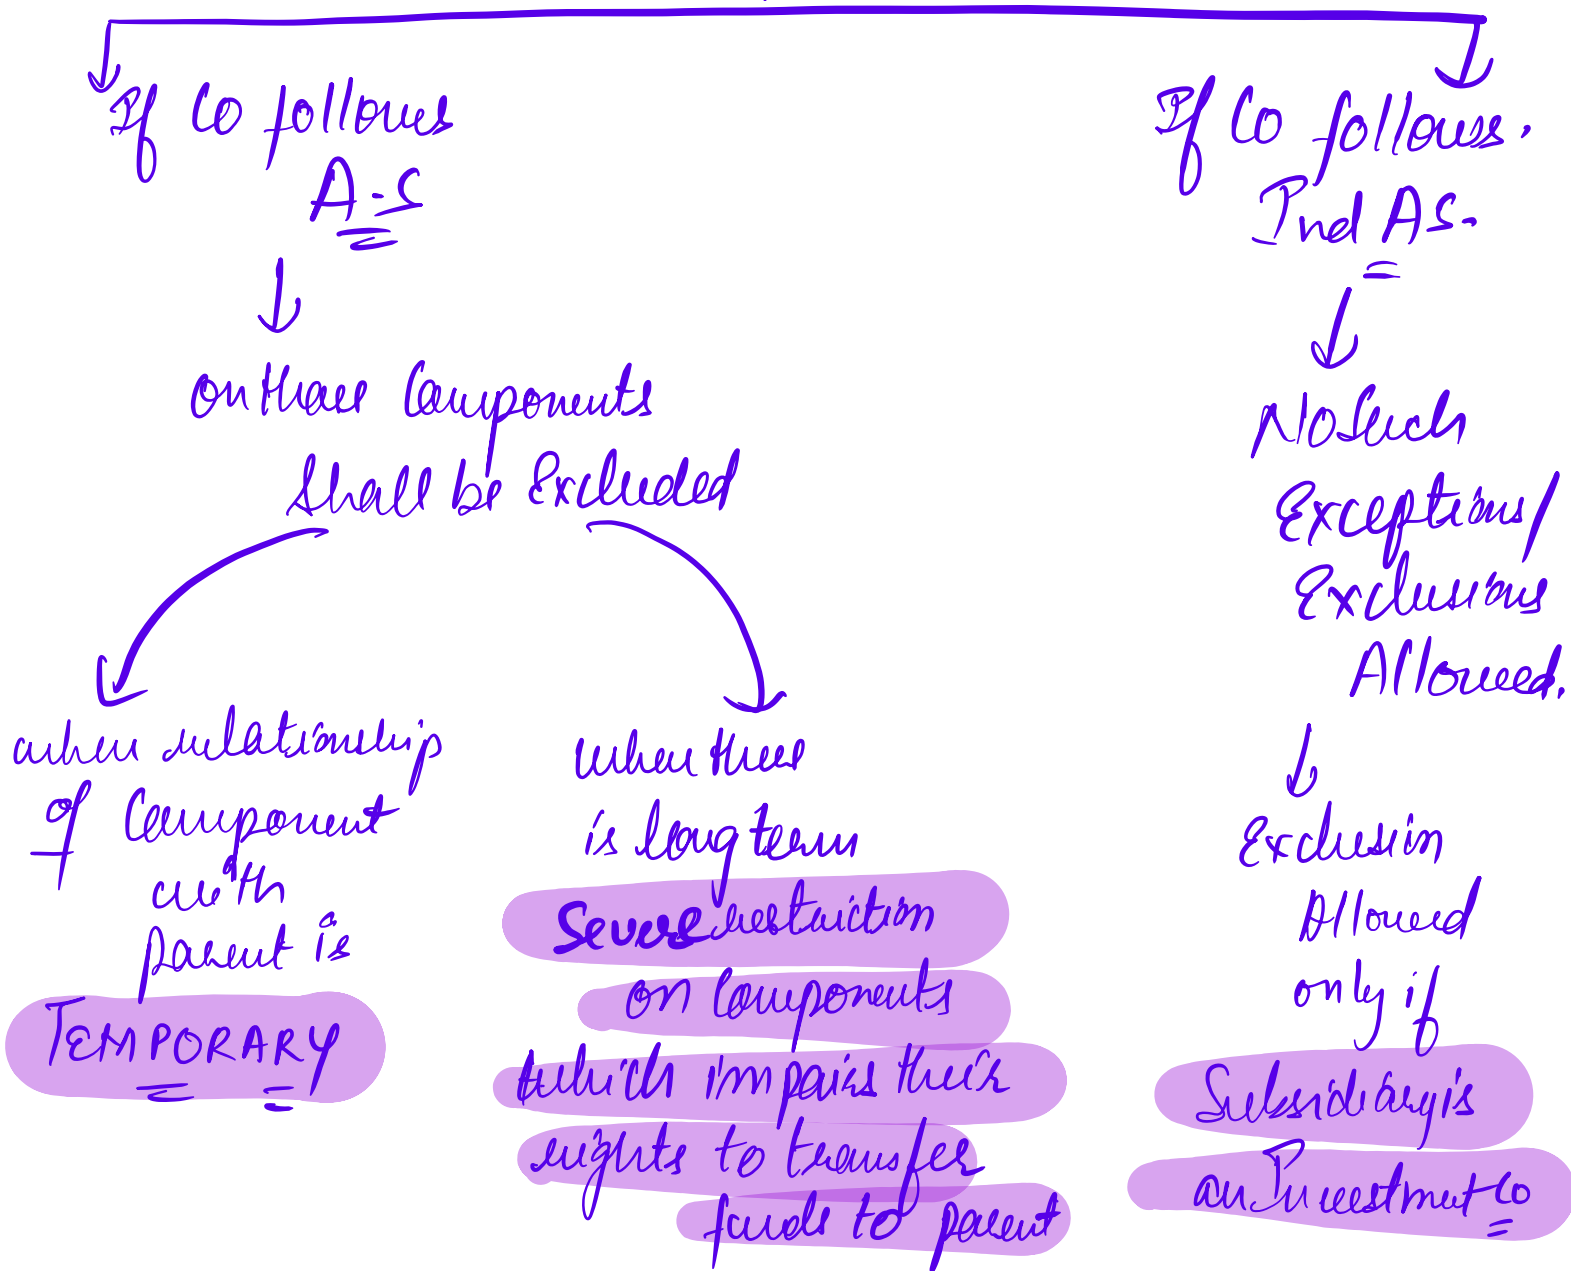 If Co follows
A-S
on those Components
shall be Excluded
when relationship
of Component
with
parent is
TEMPORARY
when there
is long term
Severe restriction
on Components
which impairs their
rights to transfer
funds to parent
If Co follows.
Ind AS.
No Such
Exceptions/
Exclusions
Allowed.
Exclusion
Allowed
only if
Subsidiary is
an Investment Co